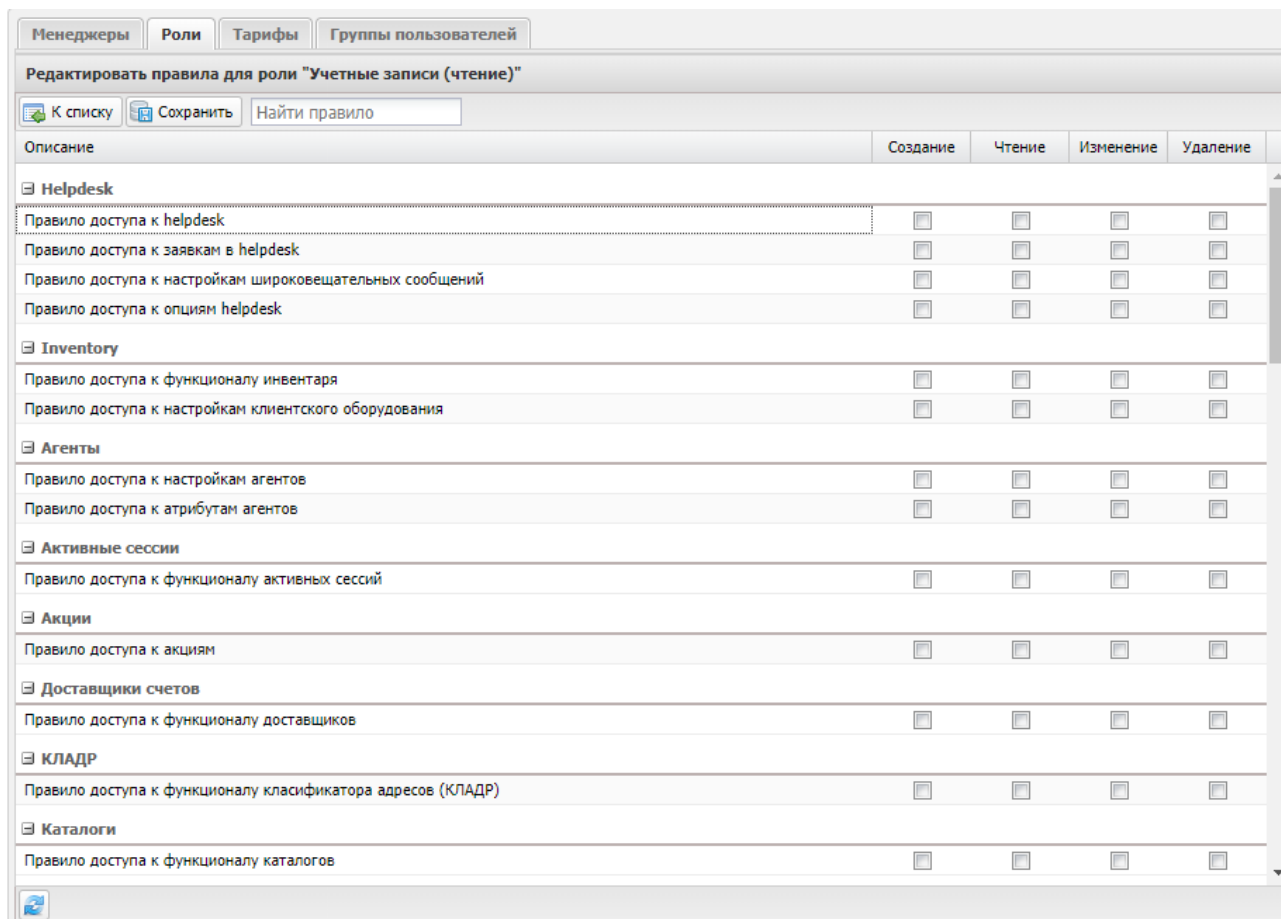 Менеджеры Роли Тарифы Группы пользователей
Редактировать правила для роли "Учетные записи (чтение)"
К списку Сохранить Найти правило
Описание Создание Чтение Изменение Удаление
Helpdesk
Правило доступа к helpdesk
Правило доступа к заявкам в helpdesk
Правило доступа к настройкам широковещательных сообщений
Правило доступа к опциям helpdesk
Inventory
Правило доступа к функционалу инвентаря
Правило доступа к настройкам клиентского оборудования
Агенты
Правило доступа к настройкам агентов
Правило доступа к атрибутам агентов
Активные сессии
Правило доступа к функционалу активных сессий
Акции
Правило доступа к акциям
Доставщики счетов
Правило доступа к функционалу доставщиков
КЛАДР
Правило доступа к функционалу класификатора адресов (КЛАДР)
Каталоги
Правило доступа к функционалу каталогов